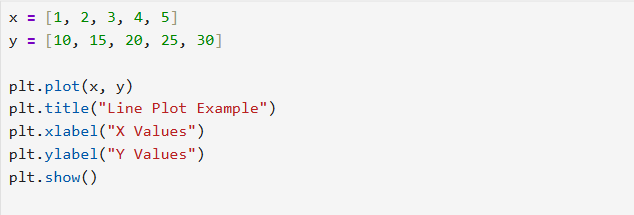 x = [1, 2, 3, 4, 5]
y = [10, 15, 20, 25, 30]
plt.plot(x, y)
plt.title("Line Plot Example")
plt.xlabel("X Values")
plt.ylabel("Y Values")
plt.show()